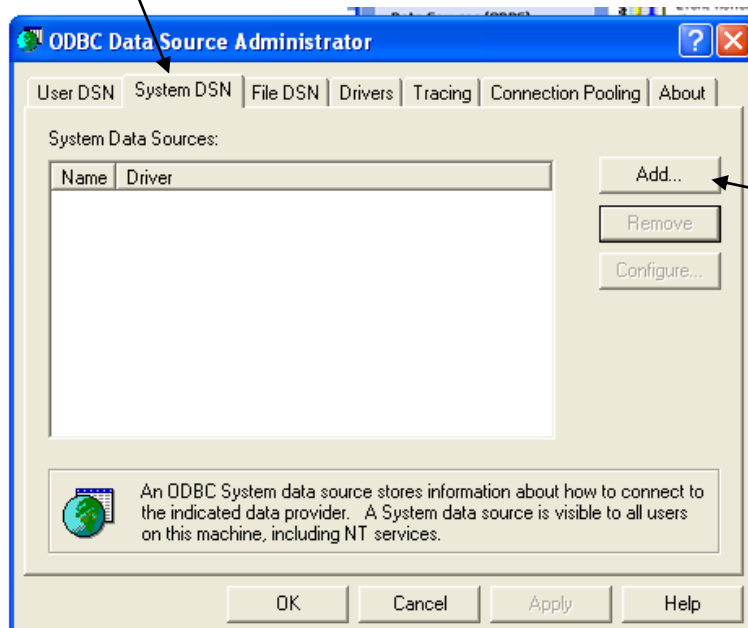 Data Sources (ODBC)
ODBC Data Source Administrator
User DSN System DSN File DSN Drivers Tracing Connection Pooling About
System Data Sources:
Name Driver
Add...
Remove
Configure...
An ODBC System data source stores information about how to connect to
the indicated data provider. A System data source is visible to all users
on this machine, including NT services.
OK Cancel Apply Help